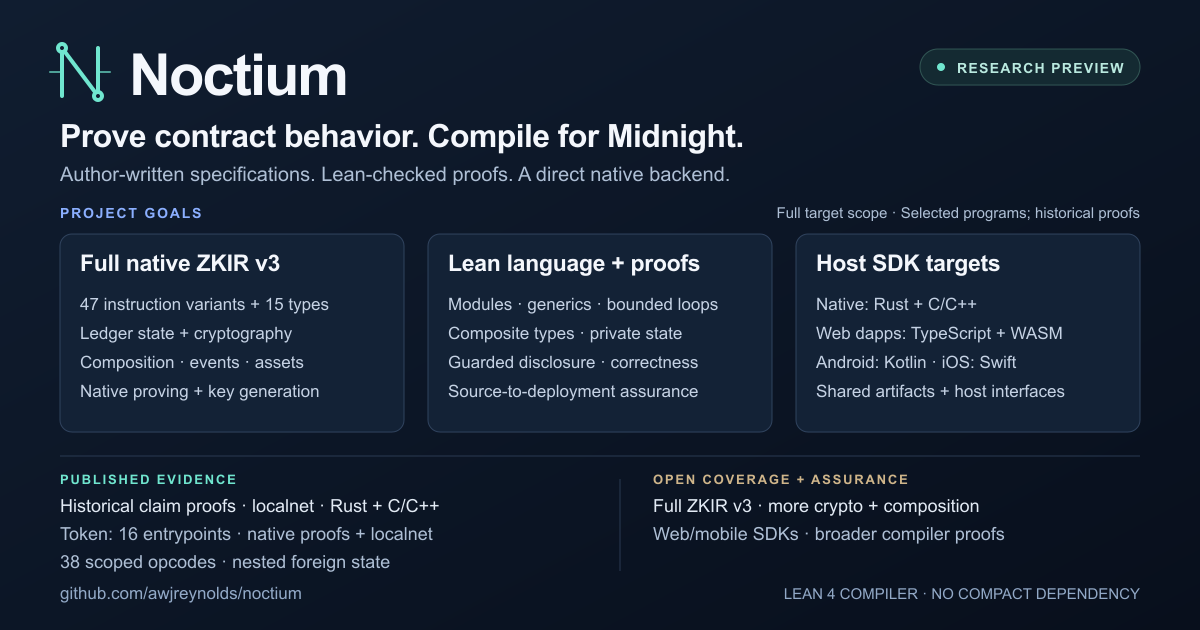 Noctium
RESEARCH PREVIEW
Prove contract behavior. Compile for Midnight.
Author-written specifications. Lean-checked proofs. A direct native backend.
PROJECT GOALS
Full target scope · Selected programs; historical proofs
Full native ZKIR v3
47 instruction variants + 15 types
Ledger state + cryptography
Composition · events · assets
Native proving + key generation
Lean language + proofs
Modules · generics · bounded loops
Composite types · private state
Guarded disclosure · correctness
Source-to-deployment assurance
Host SDK targets
Native: Rust + C/C++
Web dapps: TypeScript + WASM
Android: Kotlin · iOS: Swift
Shared artifacts + host interfaces
PUBLISHED EVIDENCE
Historical claim proofs · localnet · Rust + C/C++
Token: 16 entrypoints · native proofs + localnet
38 scoped opcodes · nested foreign state
OPEN COVERAGE + ASSURANCE
Full ZKIR v3 · more crypto + composition
Web/mobile SDKs · broader compiler proofs
github.com/awjreynolds/noctium
LEAN 4 COMPILER · NO COMPACT DEPENDENCY